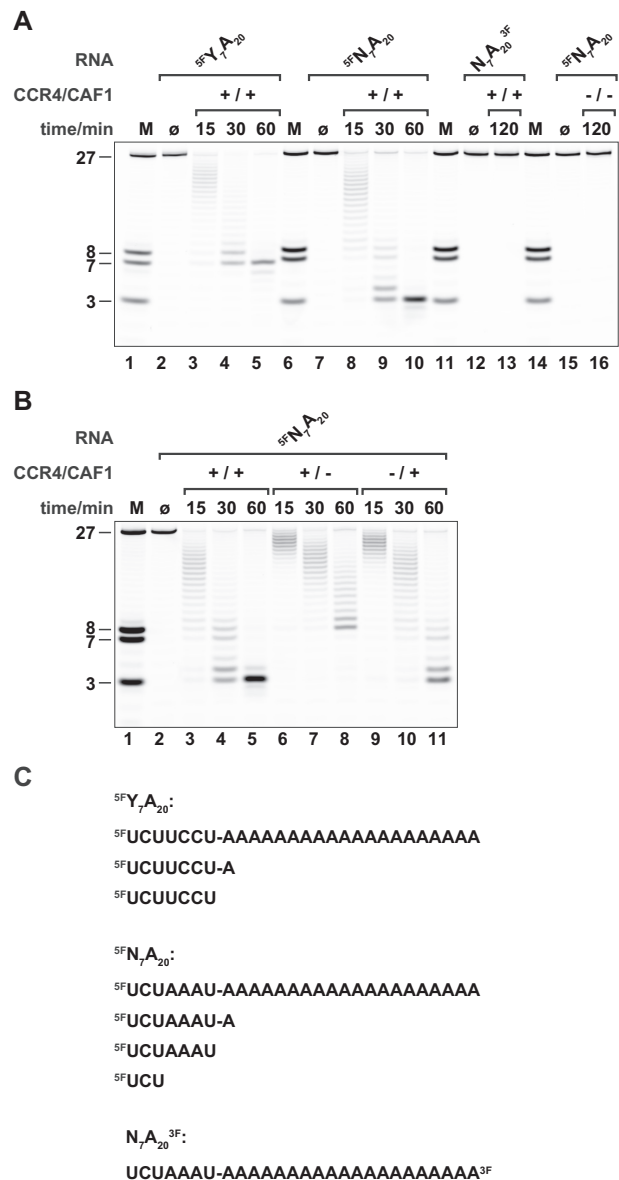 A
RNA ⁵ᶠY₇A₂₀ ⁵ᶠN₇A₂₀ N₇A₂₀³ᶠ ⁵ᶠN₇A₂₀
CCR4/CAF1 + / + + / + + / + - / -
time/min M ø 15 30 60 M ø 15 30 60 M ø 120 M ø 120
27
8
7
3
1 2 3 4 5 6 7 8 9 10 11 12 13 14 15 16
B
RNA ⁵ᶠN₇A₂₀
CCR4/CAF1 + / + + / - - / +
time/min M ø 15 30 60 15 30 60 15 30 60
27
8
7
3
1 2 3 4 5 6 7 8 9 10 11
C
⁵ᶠY₇A₂₀:
⁵ᶠUCUUCCU-AAAAAAAAAAAAAAAAAAAA
⁵ᶠUCUUCCU-A
⁵ᶠUCUUCCU
⁵ᶠN₇A₂₀:
⁵ᶠUCUAAAU-AAAAAAAAAAAAAAAAAAAA
⁵ᶠUCUAAAU-A
⁵ᶠUCUAAAU
⁵ᶠUCU
N₇A₂₀³ᶠ:
UCUAAAU-AAAAAAAAAAAAAAAAAAAA³ᶠ